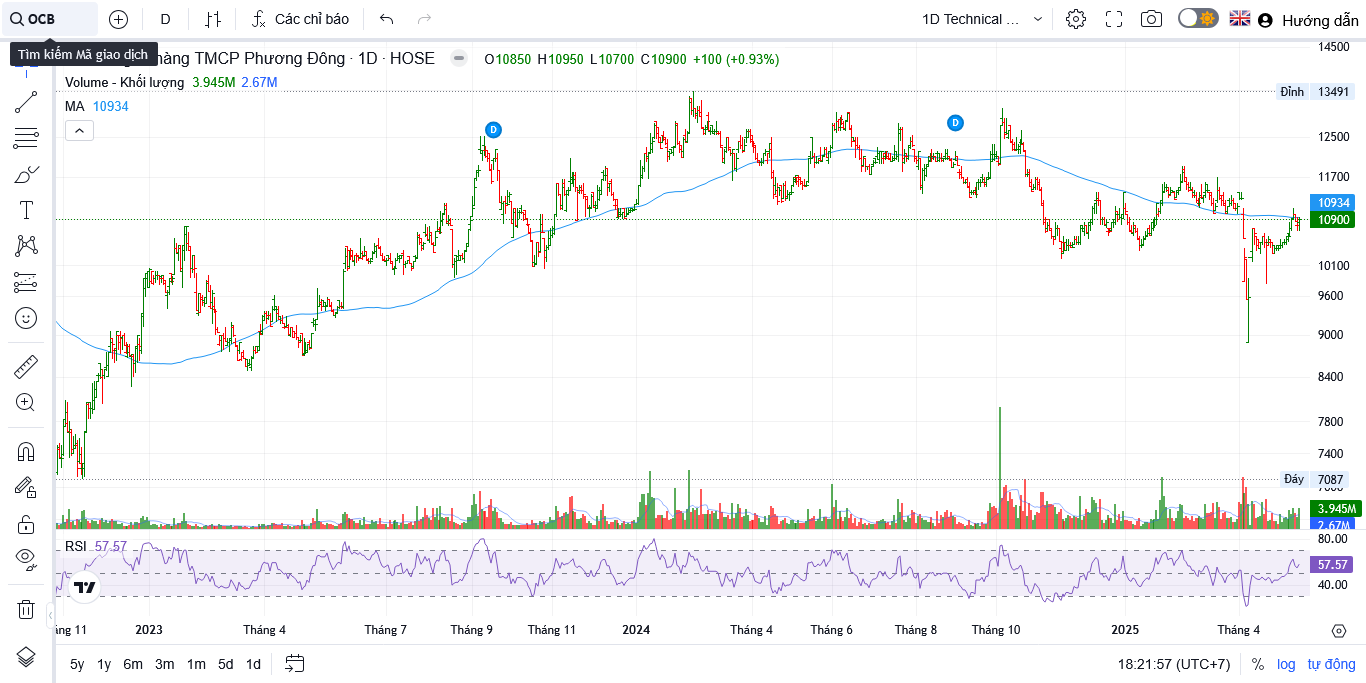 OCB
D
Các chỉ báo
1D Technical ...
Hướng dẫn
Tìm kiếm Mã giao dịch
hàng TMCP Phương Đông · 1D · HOSE
O10850 H10950 L10700 C10900 +100 (+0.93%)
Volume - Khối lượng 3.945M 2.67M
MA 10934
D
D
14500
Đỉnh 13491
12500
11700
10934
10900
10100
9600
9000
8400
7800
7400
Đáy 7087
3.945M
2.67M
RSI 57.57
80.00
57.57
40.00
ng 11 2023 Tháng 4 Tháng 7 Tháng 9 Tháng 11 2024 Tháng 4 Tháng 6 Tháng 8 Tháng 10 2025 Tháng 4
5y 1y 6m 3m 1m 5d 1d
18:21:57 (UTC+7) % log tự động